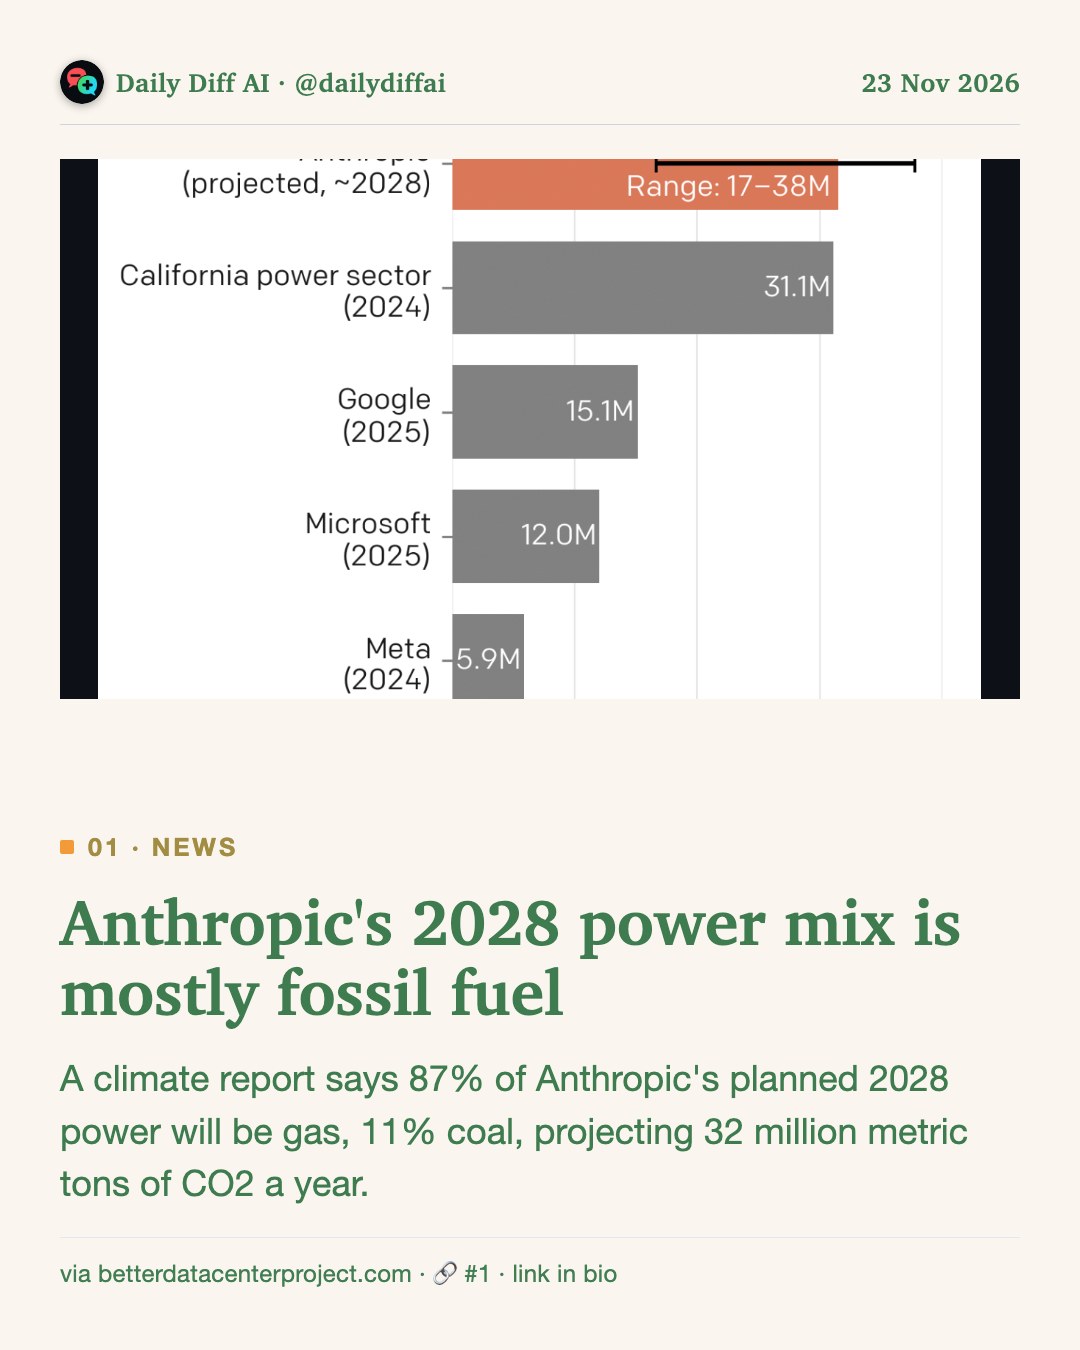 Daily Diff AI · @dailydiffai
23 Nov 2026
Anthropic
(projected, ~2028)
Range: 17–38M
California power sector
(2024)
31.1M
Google
(2025)
15.1M
Microsoft
(2025)
12.0M
Meta
(2024)
5.9M
01 · NEWS
Anthropic's 2028 power mix is
mostly fossil fuel
A climate report says 87% of Anthropic's planned 2028
power will be gas, 11% coal, projecting 32 million metric
tons of CO2 a year.
via betterdatacenterproject.com · 🔗 #1 · link in bio